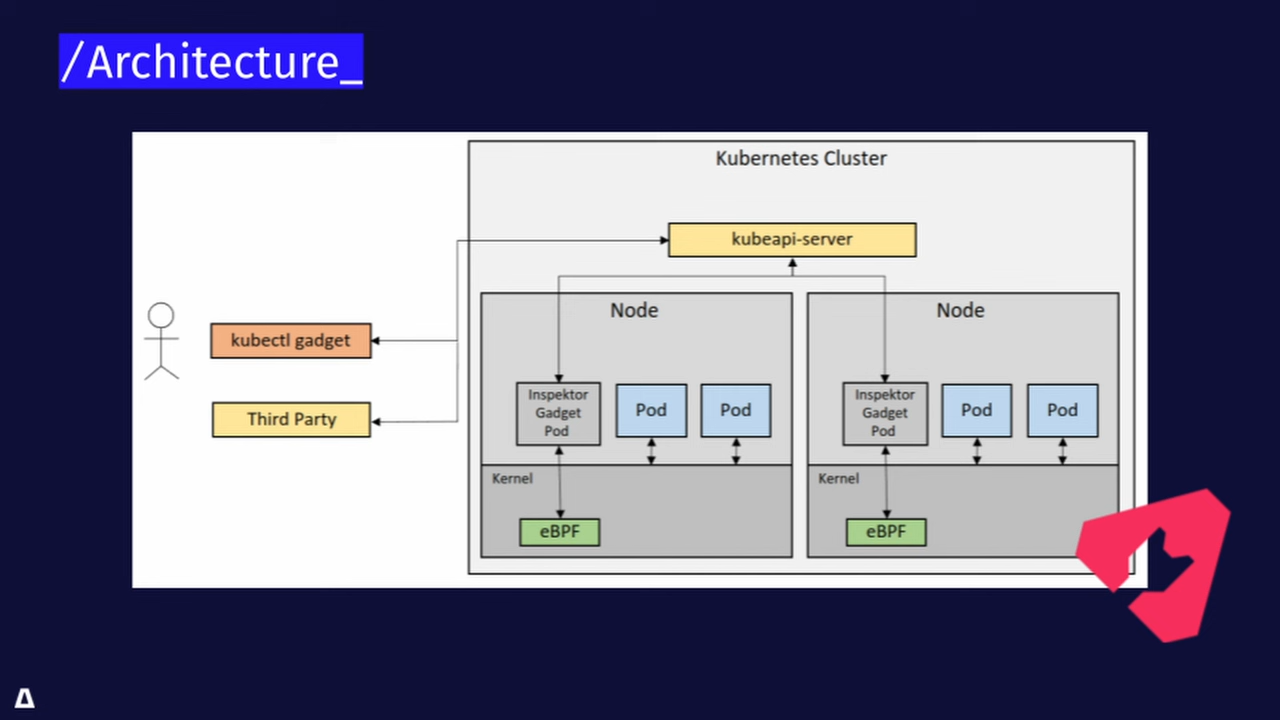 /Architecture_
Kubernetes Cluster
kubeapi-server
kubectl gadget
Third Party
Node
Inspektor
Gadget
Pod
Pod
Pod
Kernel
eBPF
Node
Inspektor
Gadget
Pod
Pod
Pod
Kernel
eBPF